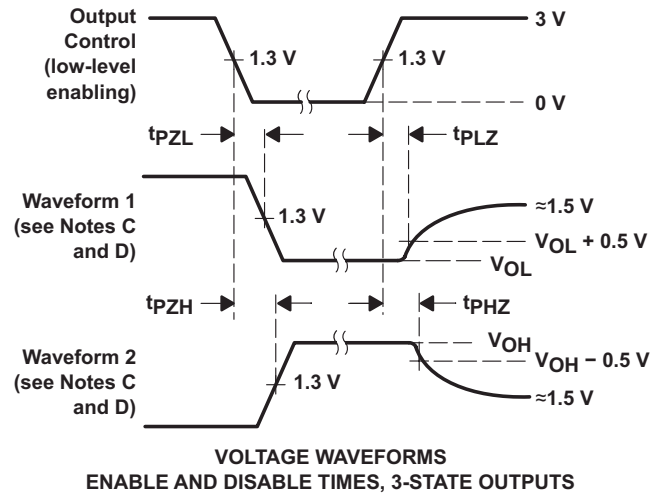 Output
Control
(low-level
enabling)
1.3 V
1.3 V
3 V
0 V
tPZL
tPLZ
Waveform 1
(see Notes C
and D)
1.3 V
≈1.5 V
VOL + 0.5 V
VOL
tPZH
tPHZ
Waveform 2
(see Notes C
and D)
1.3 V
VOH
VOH − 0.5 V
≈1.5 V
VOLTAGE WAVEFORMS
ENABLE AND DISABLE TIMES, 3-STATE OUTPUTS